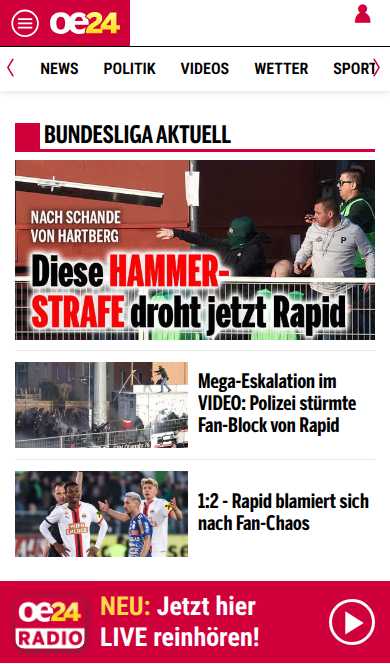 oe24
NEWS POLITIK VIDEOS WETTER SPORT
BUNDESLIGA AKTUELL
NACH SCHANDE
VON HARTBERG
Diese HAMMER-
STRAFE droht jetzt Rapid
Mega-Eskalation im
VIDEO: Polizei stürmte
Fan-Block von Rapid
1:2 - Rapid blamiert sich
nach Fan-Chaos
oe24
RADIO
NEU: Jetzt hier
LIVE reinhören!